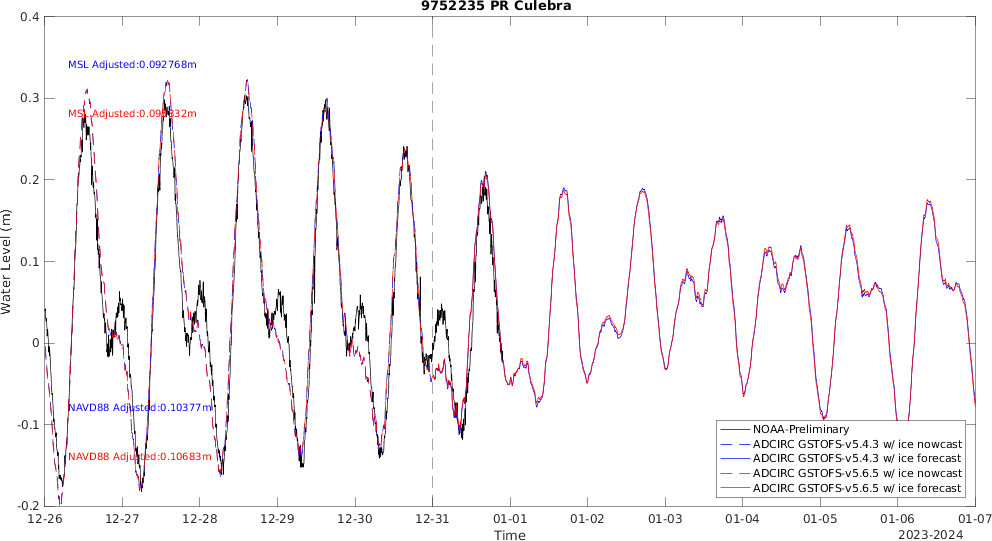 9752235 PR Culebra
0.4
0.3
0.2
0.1
0
-0.1
-0.2
Water Level (m)
MSL Adjusted:0.092768m
NAVD88 Adjusted:0.10377m
NAVD88 Adjusted:0.10683m
NOAA-Preliminary
ADCIRC GSTOFS-v5.4.3 w/ ice nowcast
ADCIRC GSTOFS-v5.4.3 w/ ice forecast
ADCIRC GSTOFS-v5.6.5 w/ ice nowcast
ADCIRC GSTOFS-v5.6.5 w/ ice forecast
12-26 12-27 12-28 12-29 12-30 12-31 01-01 01-02 01-03 01-04 01-05 01-06 01-07
Time
2023-2024